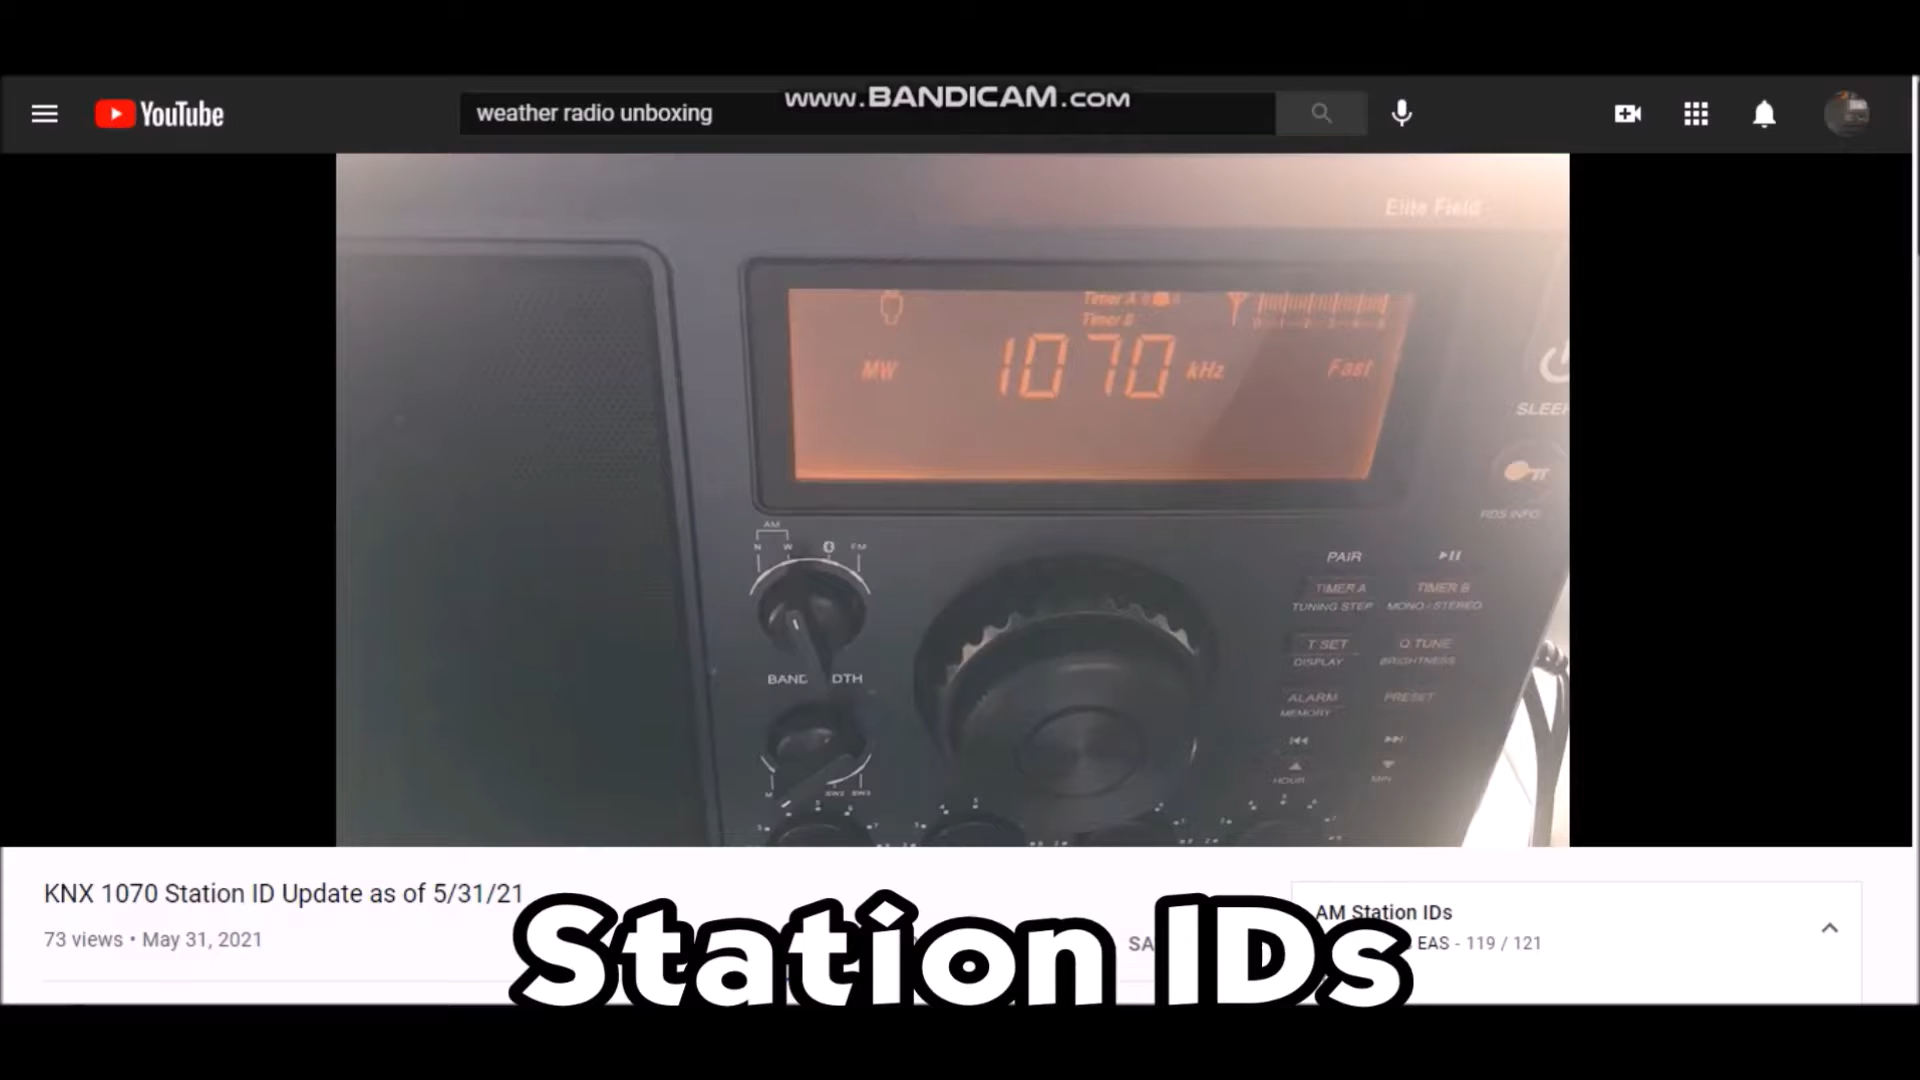 www.BANDICAM.com
YouTube
weather radio unboxing
Elite Field
Timer A
Timer B
MW
1070 kHz
Fast
RDS INFO
AM
N W FM
PAIR
TIMER A
TIMER B
TUNING STEP
MONO / STEREO
T SET
Q TUNE
DISPLAY
BRIGHTNESS
BAND
DTH
ALARM
PRESET
MEMORY
HOUR
MIN
SW2 SW3
KNX 1070 Station ID Update as of 5/31/21
73 views • May 31, 2021
AM Station IDs
EAS - 119 / 121
SA
Station IDs